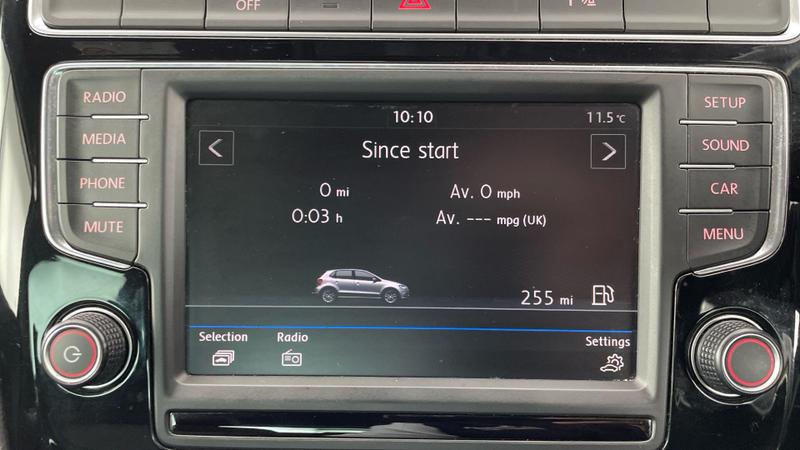 OFF
RADIO
MEDIA
PHONE
MUTE
10:10
11.5°C
Since start
0 mi
Av. 0 mph
0:03 h
Av. --- mpg (UK)
255 mi
Selection
Radio
Settings
SETUP
SOUND
CAR
MENU